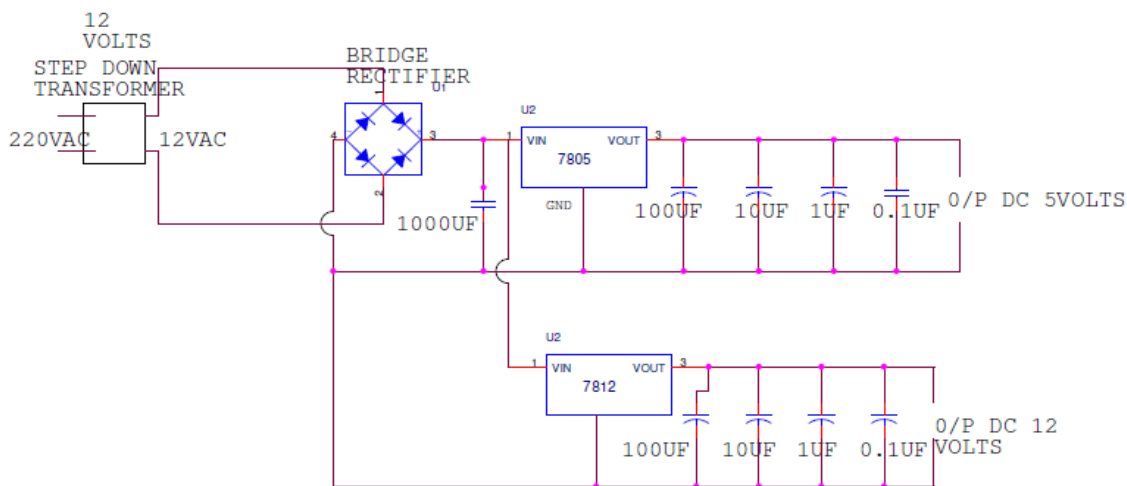 12
VOLTS
STEP DOWN
TRANSFORMER
220VAC
12VAC
BRIDGE
RECTIFIER
U1
1
4
3
2
1000UF
U2
1
VIN
VOUT
3
7805
GND
100UF
10UF
1UF
0.1UF
0/P DC 5VOLTS
U2
1
VIN
VOUT
3
7812
100UF
10UF
1UF
0.1UF
0/P DC 12
VOLTS